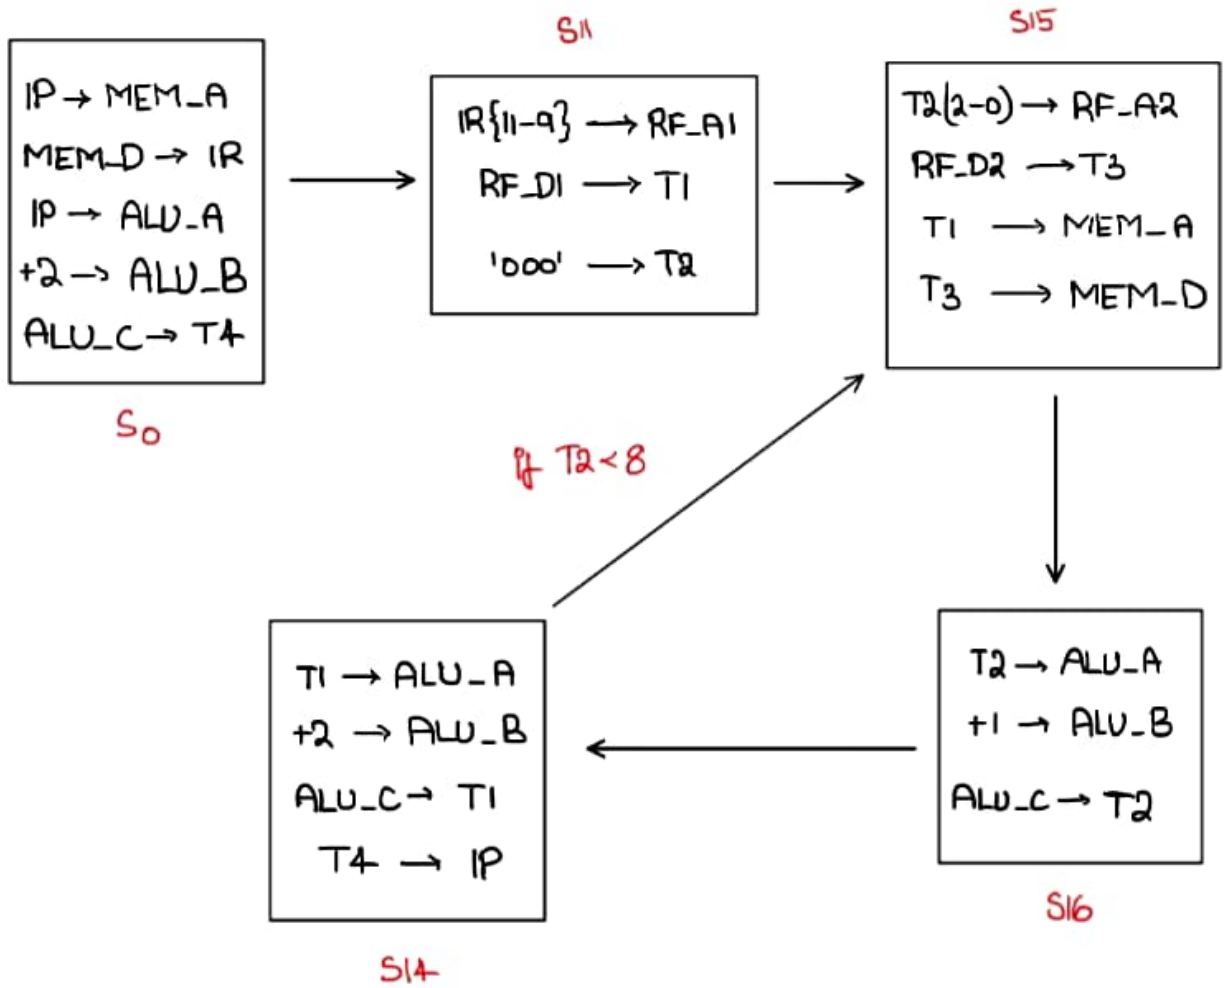 IP → MEM_A
MEM_D → IR
IP → ALU_A
+2 → ALU_B
ALU_C → T4
S0
S11
IR{11-9} → RF_A1
RF_D1 → T1
'000' → T2
S15
T2(2-0) → RF_A2
RF_D2 → T3
T1 → MEM_A
T3 → MEM_D
if T2<8
T2 → ALU_A
+1 → ALU_B
ALU_C → T2
S16
T1 → ALU_A
+2 → ALU_B
ALU_C → T1
T4 → IP
S14